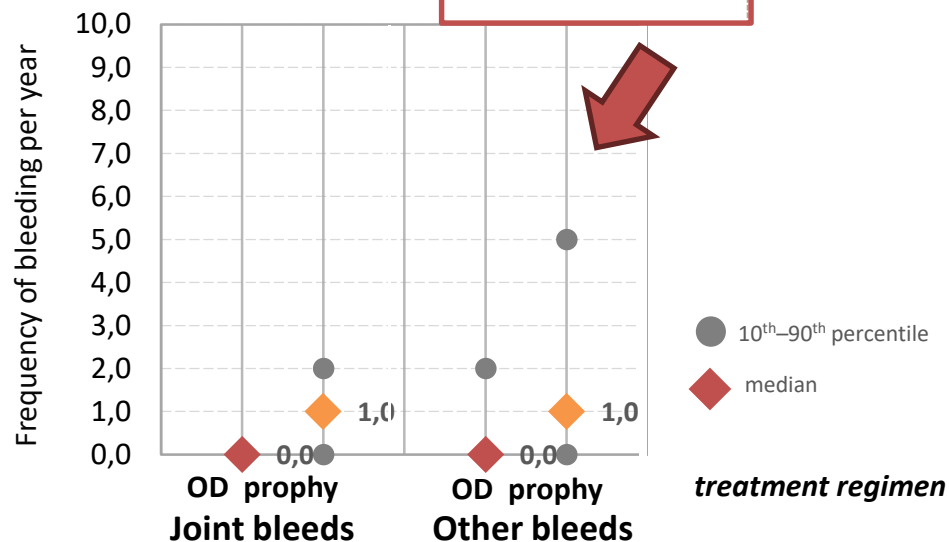 Frequency of bleeding per year
10,0
9,0
8,0
7,0
6,0
5,0
4,0
3,0
2,0
1,0
0,0
1,0
0,0
1,0
0,0
OD prophy
OD prophy
Joint bleeds
Other bleeds
10th–90th percentile
median
treatment regimen